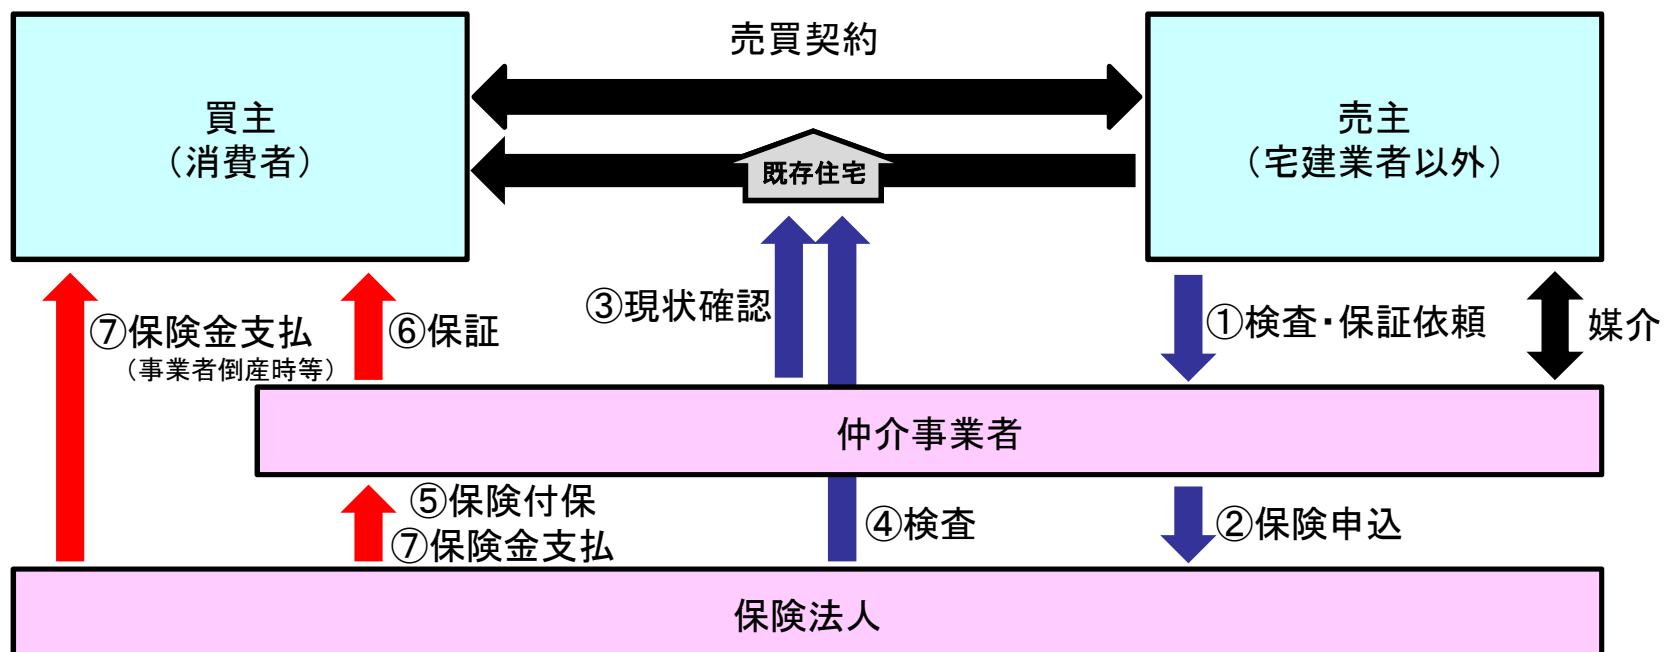 売買契約
買主
（消費者）
売主
（宅建業者以外）
既存住宅
⑦保険金支払
（事業者倒産時等）
⑥保証
③現状確認
①検査・保証依頼
媒介
仲介事業者
⑤保険付保
⑦保険金支払
④検査
②保険申込
保険法人